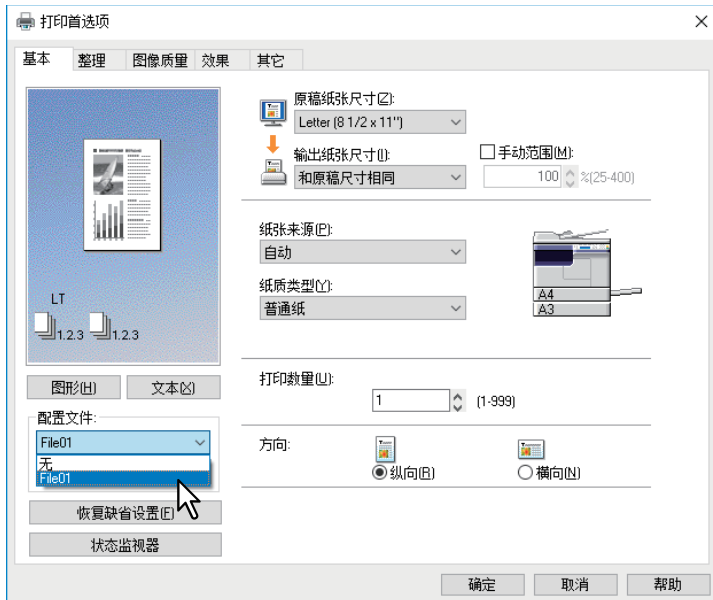 打印首选项
基本 整理 图像质量 效果 其它
原稿纸张尺寸(Z):
Letter (8 1/2 x 11")
输出纸张尺寸(I):
和原稿尺寸相同
手动范围(M):
100 %(25-400)
纸张来源(P):
自动
纸质类型(Y):
普通纸
A4
A3
LT
1.2.3 1.2.3
图形(H) 文本(X)
打印数量(U):
1 (1-999)
配置文件:
File01
无
File01
方向:
纵向(R) 横向(N)
恢复缺省设置(F)
状态监视器
确定 取消 帮助